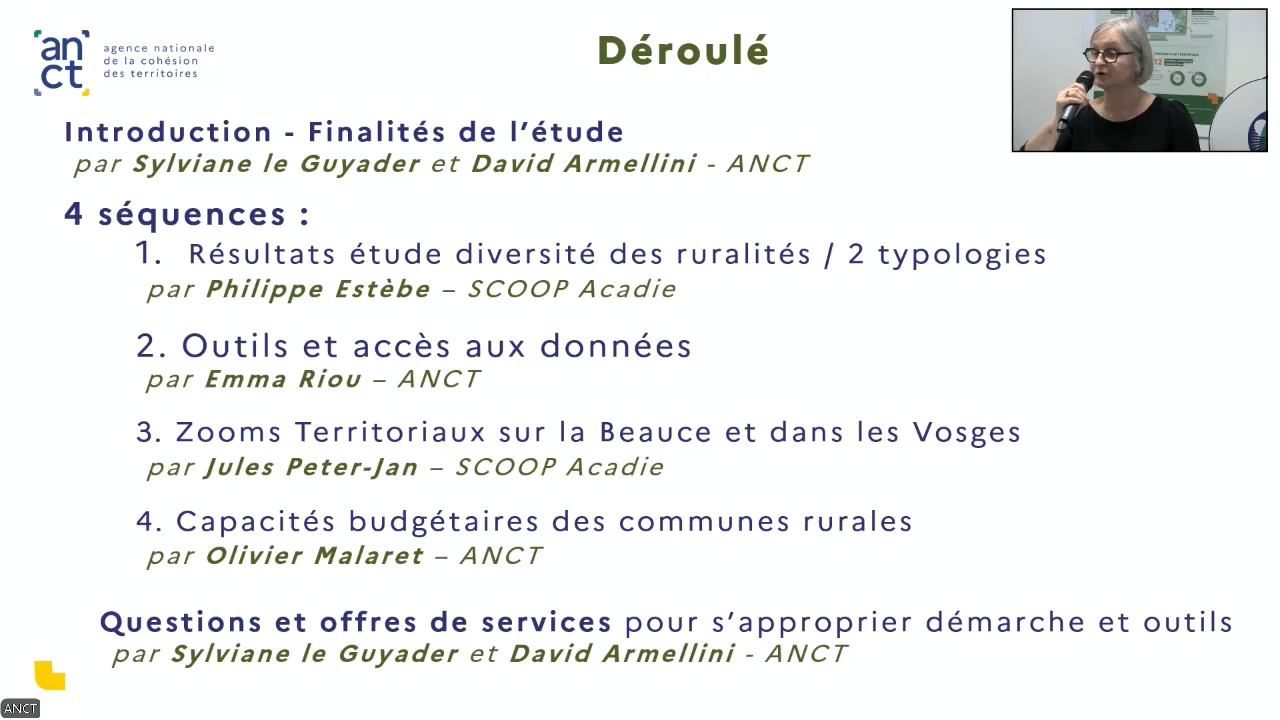 an
ct
agence nationale
de la cohésion
des territoires
Déroulé
Introduction - Finalités de l'étude
par Sylviane le Guyader et David Armellini - ANCT
4 séquences :
1. Résultats étude diversité des ruralités / 2 typologies
par Philippe Estèbe – SCOOP Acadie
2. Outils et accès aux données
par Emma Riou – ANCT
3. Zooms Territoriaux sur la Beauce et dans les Vosges
par Jules Peter-Jan – SCOOP Acadie
4. Capacités budgétaires des communes rurales
par Olivier Malaret – ANCT
Questions et offres de services pour s'approprier démarche et outils
par Sylviane le Guyader et David Armellini - ANCT
ANCT